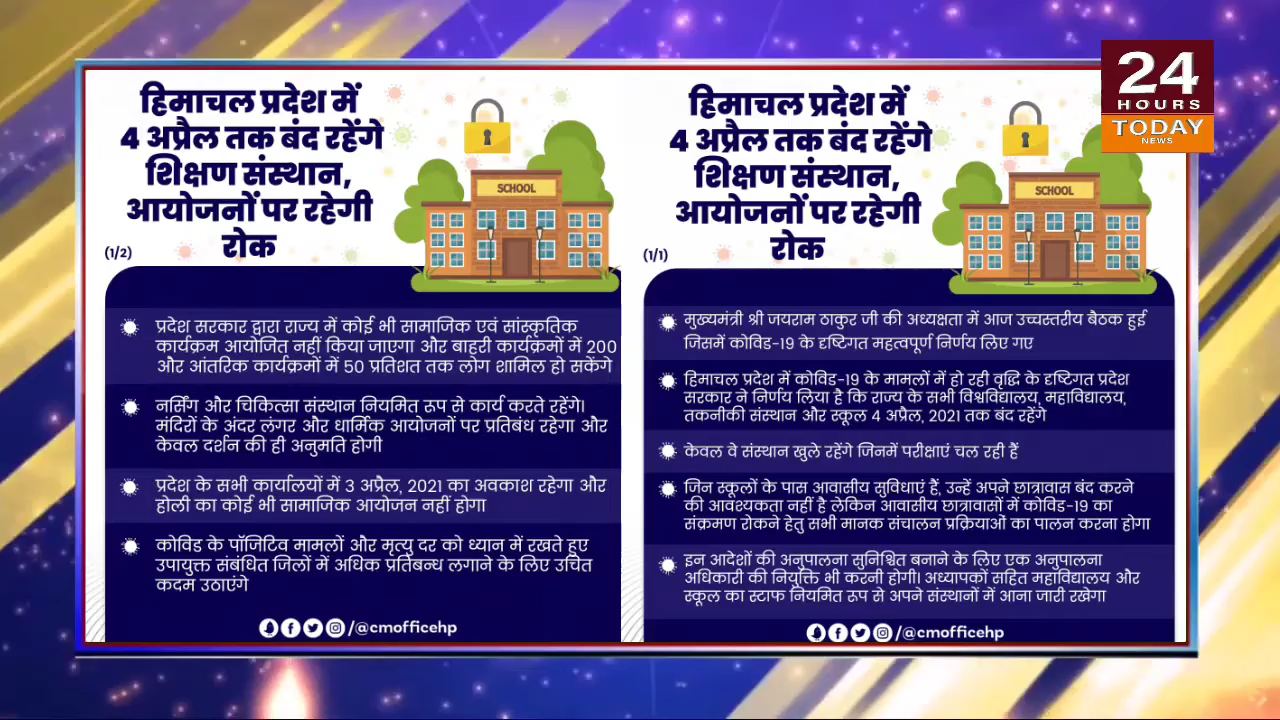 24
HOURS
TODAY
NEWS
हिमाचल प्रदेश में
4 अप्रैल तक बंद रहेंगे
शिक्षण संस्थान,
आयोजनों पर रहेगी
रोक
(1/2)
SCHOOL
प्रदेश सरकार द्वारा राज्य में कोई भी सामाजिक एवं सांस्कृतिक
कार्यक्रम आयोजित नहीं किया जाएगा और बाहरी कार्यक्रमों में 200
और आंतरिक कार्यक्रमों में 50 प्रतिशत तक लोग शामिल हो सकेंगे
नर्सिंग और चिकित्सा संस्थान नियमित रूप से कार्य करते रहेंगे।
मंदिरों के अंदर लंगर और धार्मिक आयोजनों पर प्रतिबंध रहेगा और
केवल दर्शन की ही अनुमति होगी
प्रदेश के सभी कार्यालयों में 3 अप्रैल, 2021 का अवकाश रहेगा और
होली का कोई भी सामाजिक आयोजन नहीं होगा
कोविड के पॉजिटिव मामलों और मृत्यु दर को ध्यान में रखते हुए
उपायुक्त संबंधित जिलों में अधिक प्रतिबन्ध लगाने के लिए उचित
कदम उठाएंगे
/@cmofficehp
हिमाचल प्रदेश में
4 अप्रैल तक बंद रहेंगे
शिक्षण संस्थान,
आयोजनों पर रहेगी
रोक
(1/1)
SCHOOL
मुख्यमंत्री श्री जयराम ठाकुर जी की अध्यक्षता में आज उच्चस्तरीय बैठक हुई
जिसमें कोविड-19 के दृष्टिगत महत्वपूर्ण निर्णय लिए गए
हिमाचल प्रदेश में कोविड-19 के मामलों में हो रही वृद्धि के दृष्टिगत प्रदेश
सरकार ने निर्णय लिया है कि राज्य के सभी विश्वविद्यालय, महाविद्यालय,
तकनीकी संस्थान और स्कूल 4 अप्रैल, 2021 तक बंद रहेंगे
केवल वे संस्थान खुले रहेंगे जिनमें परीक्षाएं चल रही हैं
जिन स्कूलों के पास आवासीय सुविधाएं हैं, उन्हें अपने छात्रावास बंद करने
की आवश्यकता नहीं है लेकिन आवासीय छात्रावासों में कोविड-19 का
संक्रमण रोकने हेतु सभी मानक संचालन प्रक्रियाओं का पालन करना होगा
इन आदेशों की अनुपालना सुनिश्चित बनाने के लिए एक अनुपालना
अधिकारी की नियुक्ति भी करनी होगी। अध्यापकों सहित महाविद्यालय और
स्कूल का स्टाफ नियमित रूप से अपने संस्थानों में आना जारी रखेगा
/@cmofficehp